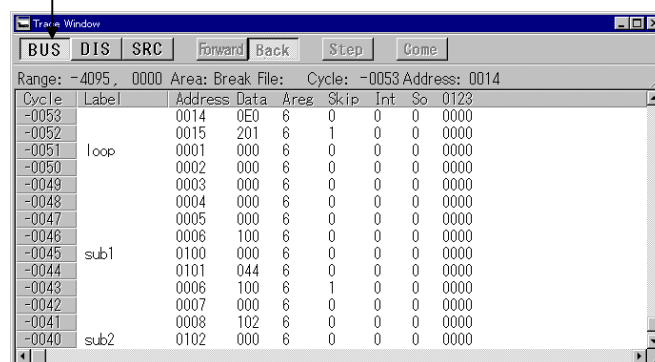 Trace Window
BUS DIS SRC Forward Back Step Come
Range: -4095, 0000 Area: Break File: Cycle: -0053 Address: 0014
Cycle Label Address Data Areg Skip Int So 0123
-0053 0014 0E0 6 0 0 0 0000
-0052 0015 201 6 1 0 0 0000
-0051 loop 0001 000 6 0 0 0 0000
-0050 0002 000 6 0 0 0 0000
-0049 0003 000 6 0 0 0 0000
-0048 0004 000 6 0 0 0 0000
-0047 0005 000 6 0 0 0 0000
-0046 0006 100 6 0 0 0 0000
-0045 sub1 0100 000 6 0 0 0 0000
-0044 0101 044 6 0 0 0 0000
-0043 0006 100 6 1 0 0 0000
-0042 0007 000 6 0 0 0 0000
-0041 0008 102 6 0 0 0 0000
-0040 sub2 0102 000 6 0 0 0 0000